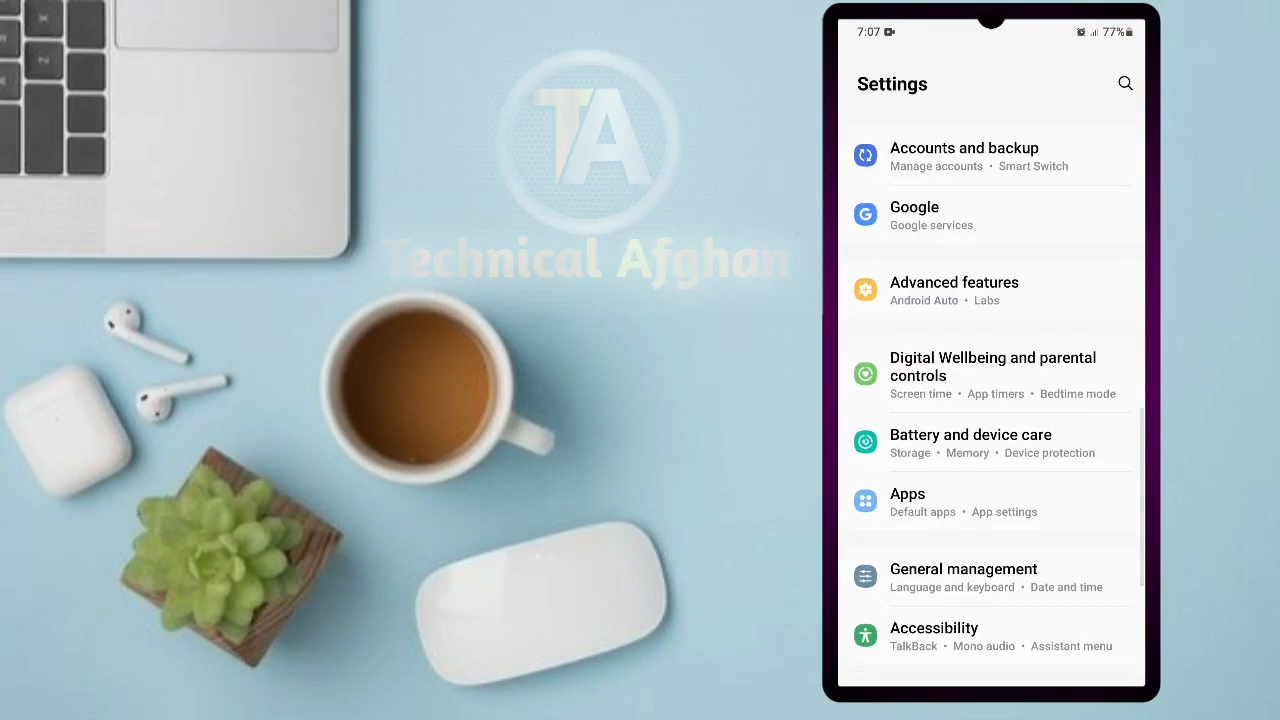 TA
Technical Afghan
7:07
77%
Settings
Accounts and backup
Manage accounts • Smart Switch
Google
Google services
Advanced features
Android Auto • Labs
Digital Wellbeing and parental
controls
Screen time • App timers • Bedtime mode
Battery and device care
Storage • Memory • Device protection
Apps
Default apps • App settings
General management
Language and keyboard • Date and time
Accessibility
TalkBack • Mono audio • Assistant menu